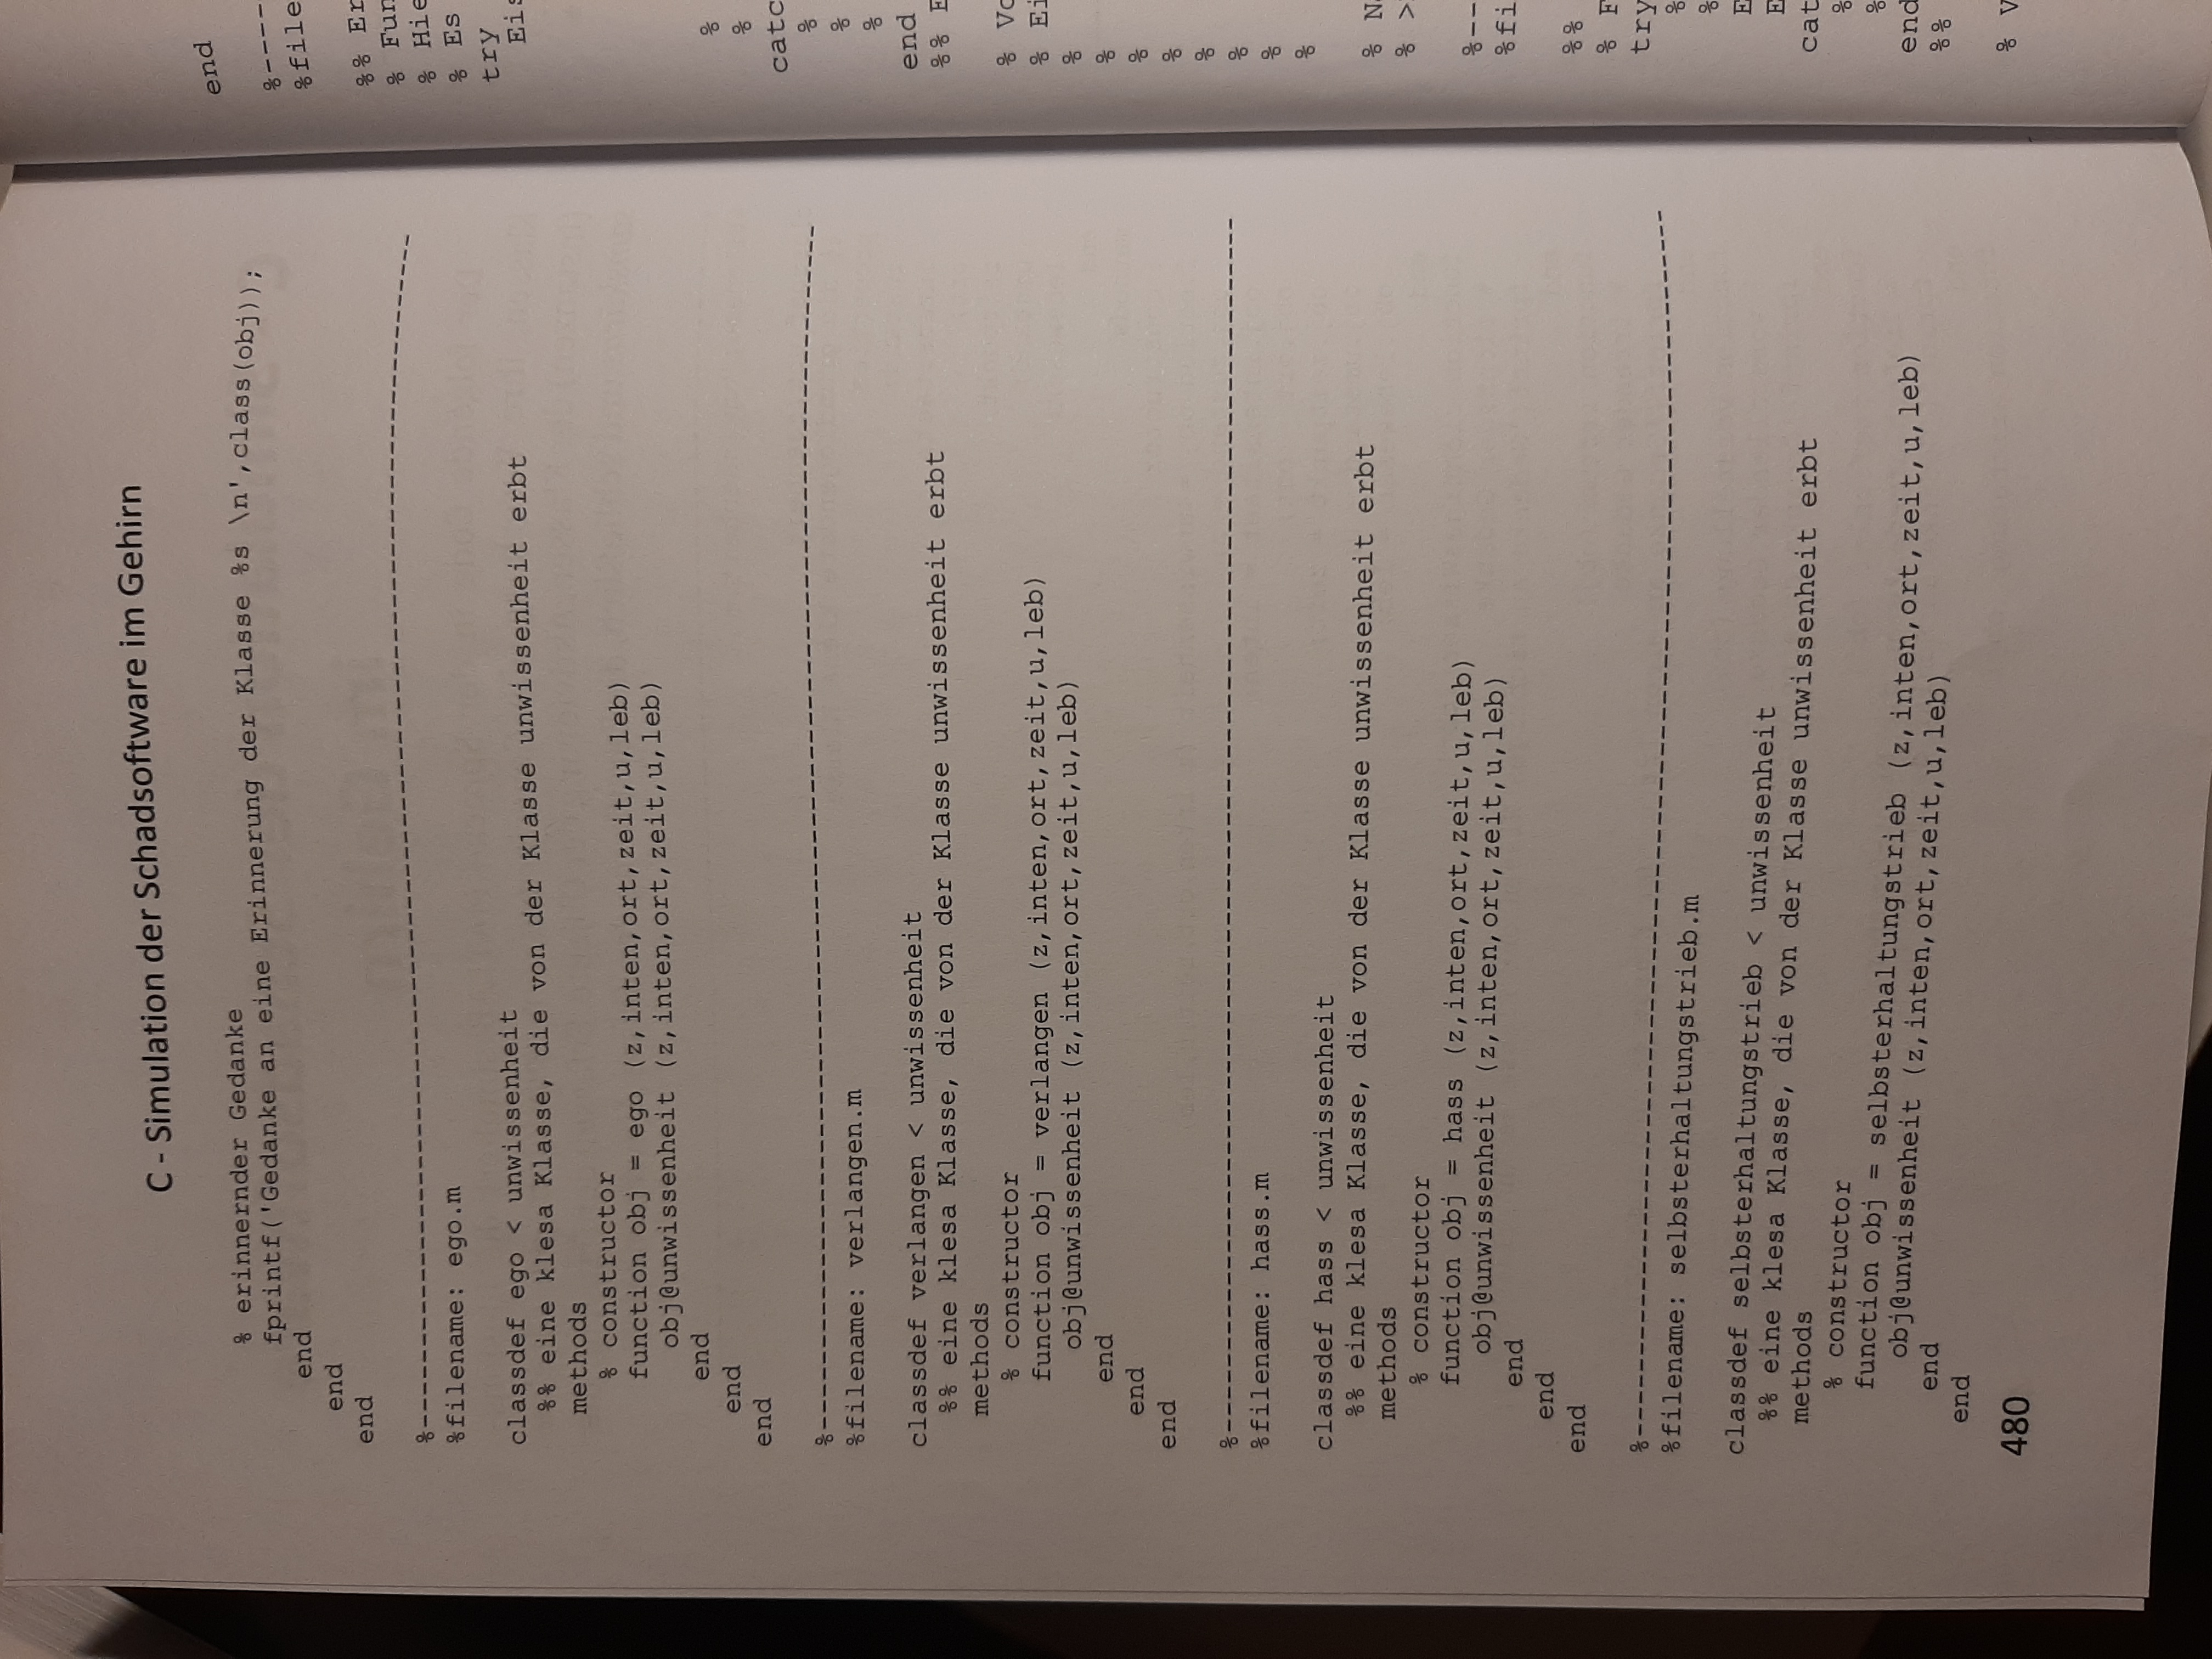 C - Simulation der Schadsoftware im Gehirn
% erinnernder Gedanke
fprintf('Gedanke an eine Erinnerung der Klasse %s \n',class(obj));
end
end
end
%----------------------------------------------------------------
%filename: ego.m
classdef ego < unwissenheit
%% eine klesa Klasse, die von der Klasse unwissenheit erbt
methods
% constructor
function obj = ego (z,inten,ort,zeit,u,leb)
obj@unwissenheit (z,inten,ort,zeit,u,leb)
end
end
end
%----------------------------------------------------------------
%filename: verlangen.m
classdef verlangen < unwissenheit
%% eine klesa Klasse, die von der Klasse unwissenheit erbt
methods
% constructor
function obj = verlangen (z,inten,ort,zeit,u,leb)
obj@unwissenheit (z,inten,ort,zeit,u,leb)
end
end
end
%----------------------------------------------------------------
%filename: hass.m
classdef hass < unwissenheit
%% eine klesa Klasse, die von der Klasse unwissenheit erbt
methods
% constructor
function obj = hass (z,inten,ort,zeit,u,leb)
obj@unwissenheit (z,inten,ort,zeit,u,leb)
end
end
end
%----------------------------------------------------------------
%filename: selbsterhaltungstrieb.m
classdef selbsterhaltungstrieb < unwissenheit
%% eine klesa Klasse, die von der Klasse unwissenheit erbt
methods
% constructor
function obj = selbsterhaltungstrieb (z,inten,ort,zeit,u,leb)
obj@unwissenheit (z,inten,ort,zeit,u,leb)
end
end
480
end
%----
%file
%% Er
% Fun
% Hie
% Es
try
Eis
%
%
catc
%
%
%
end
%% E
% Vo
% Ei
%
%
%
%
%
%
%
%
% N
% >
%--
%fi
%%
% F
try
%
%
E
E
cat
%
%
end
%%
% V